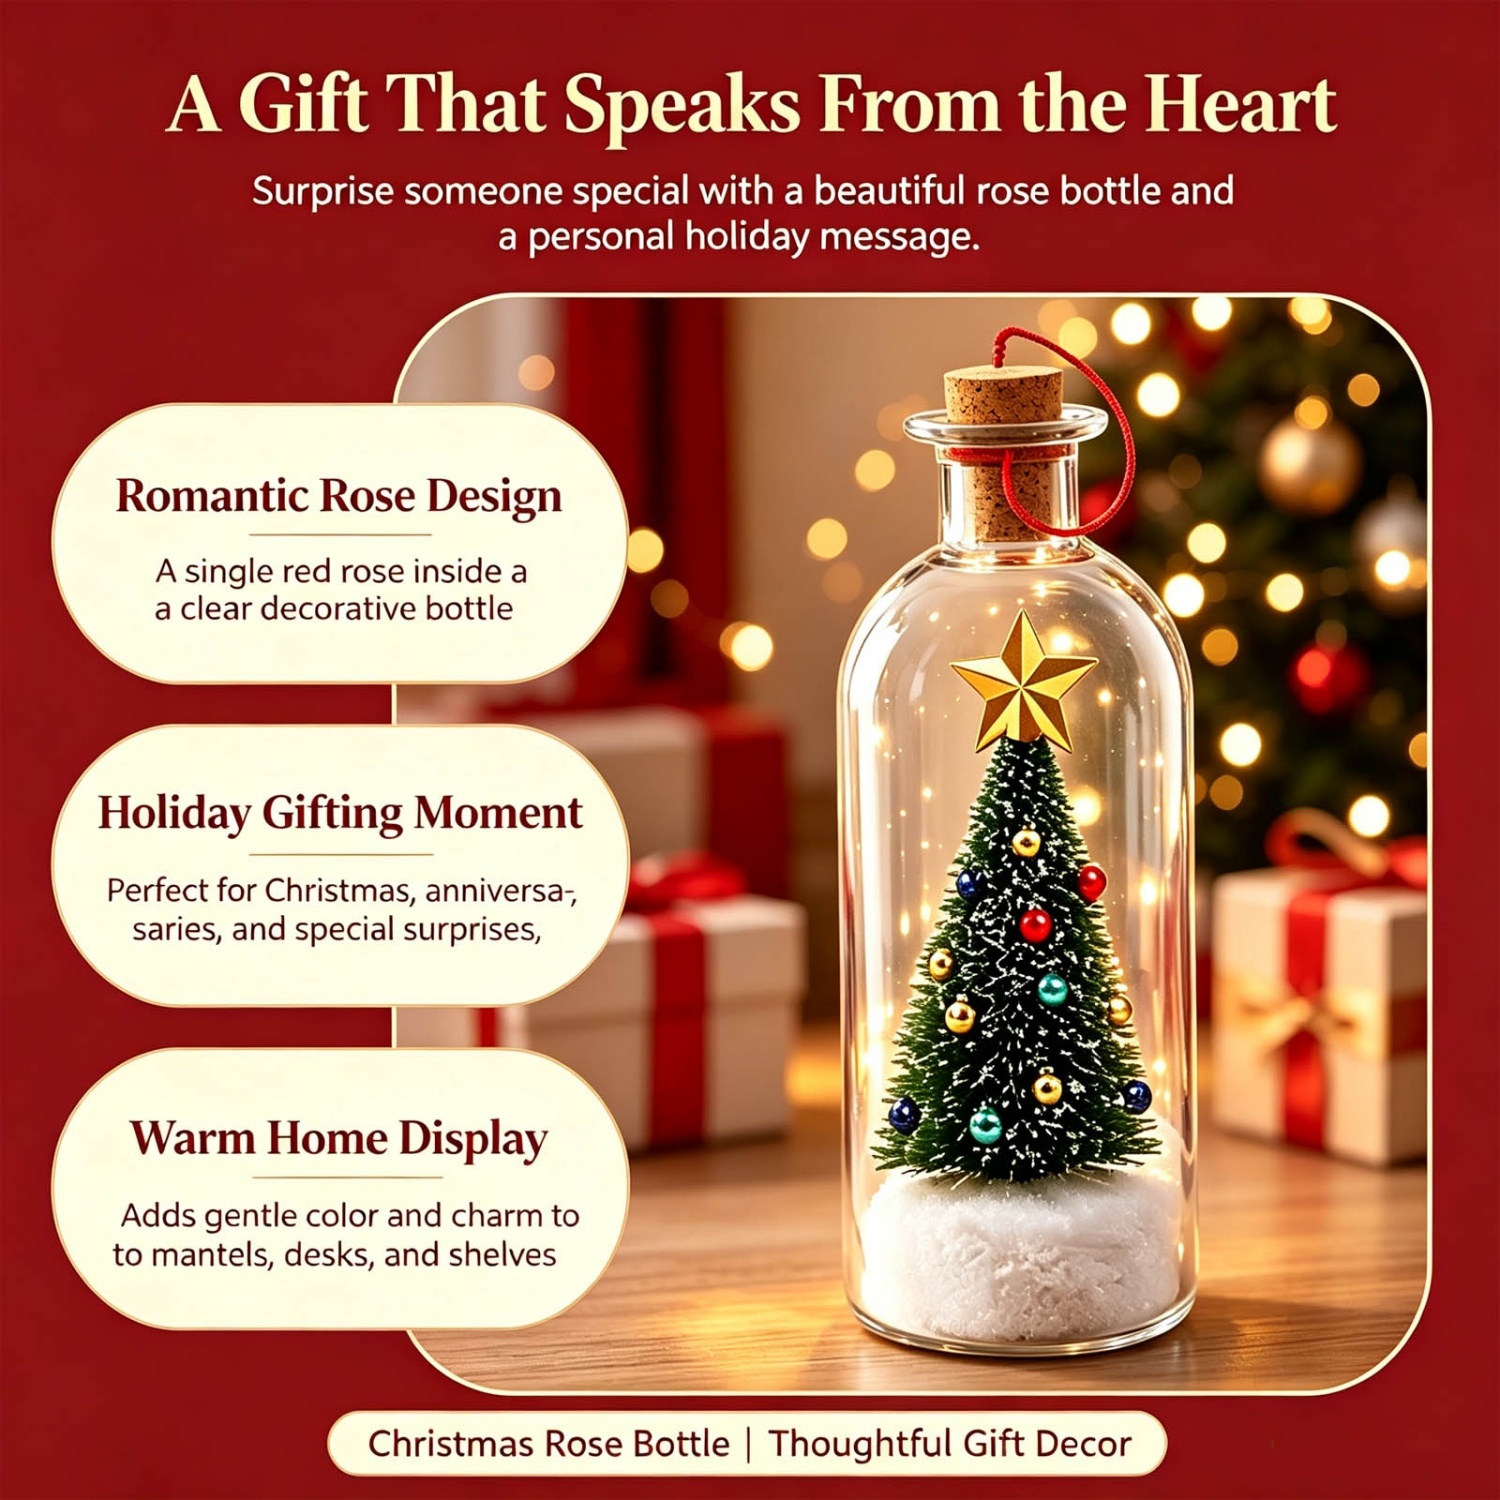 A Gift That Speaks From the Heart
Surprise someone special with a beautiful rose bottle and
a personal holiday message.
Romantic Rose Design
A single red rose inside a
a clear decorative bottle
Holiday Gifting Moment
Perfect for Christmas, anniversa-,
saries, and special surprises,
Warm Home Display
Adds gentle color and charm to
to mantels, desks, and shelves
Christmas Rose Bottle | Thoughtful Gift Decor